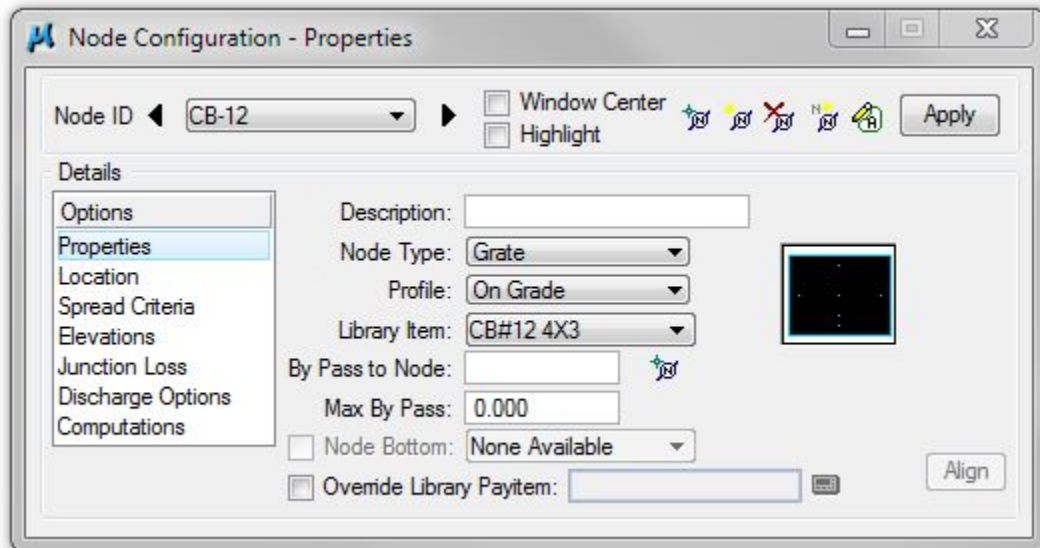 Node Configuration - Properties
Node ID CB-12 Window Center
Highlight
Apply
Details
Options
Properties
Location
Spread Criteria
Elevations
Junction Loss
Discharge Options
Computations
Description:
Node Type: Grate
Profile: On Grade
Library Item: CB#12 4X3
By Pass to Node:
Max By Pass: 0.000
Node Bottom: None Available
Override Library Payitem:
Align